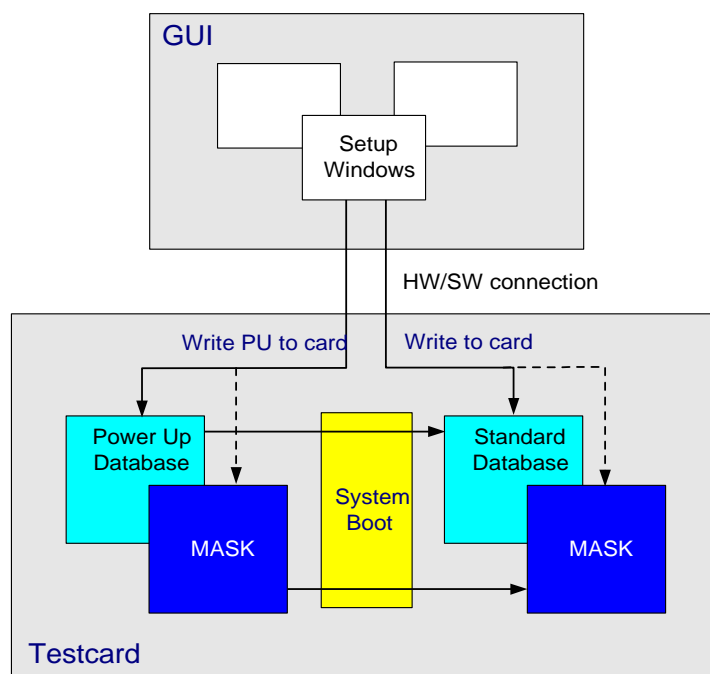 GUI
Setup
Windows
HW/SW connection
Write PU to card
Write to card
Power Up
Database
System
Boot
Standard
Database
MASK
MASK
Testcard